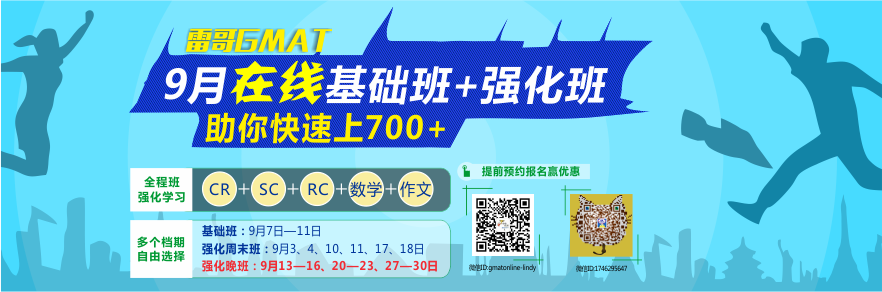 雷哥GMAT
9月在线基础班+强化班
助你快速上700+
全程班
强化学习
CR+SC+RC+数学+作文
多个档期
自由选择
基础班：9月7日—11日
强化周末班：9月3、4、10、11、17、18日
强化晚班：9月13—16、20—23、27—30日
提前预约报名赢优惠
微信ID:gmatonline-lindy
微信ID:1746295647